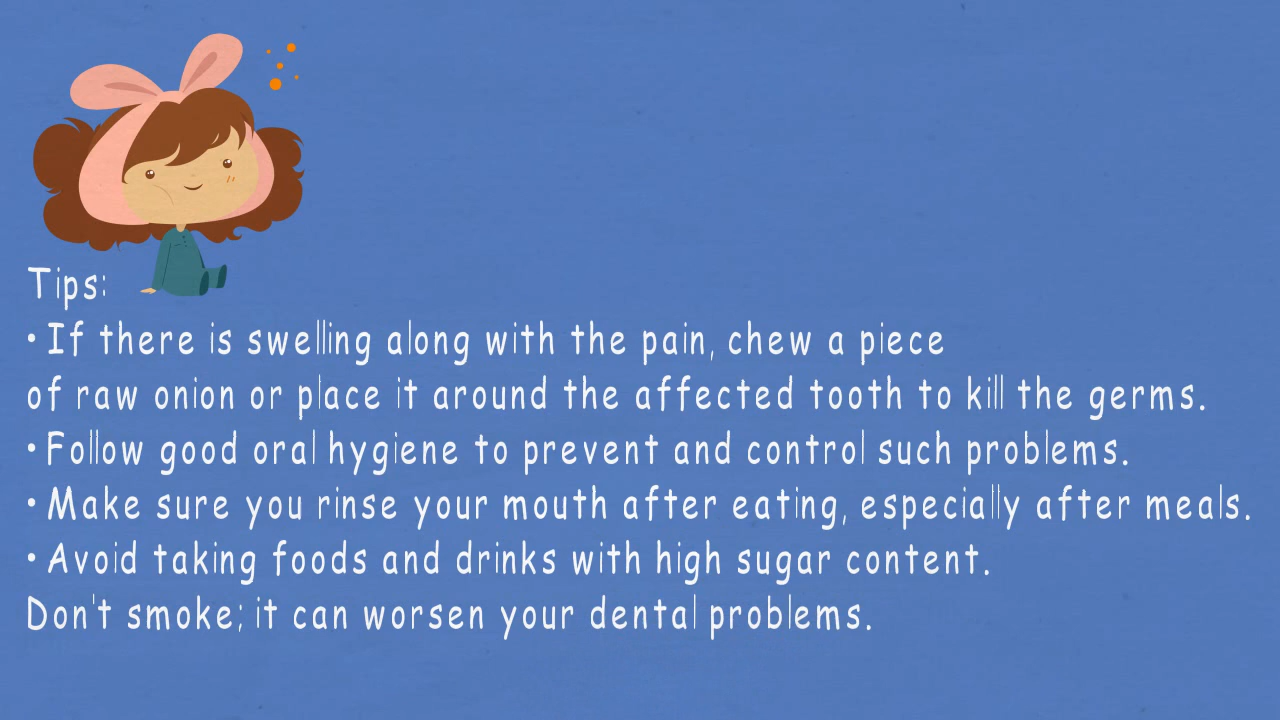 Tips:
• If there is swelling along with the pain, chew a piece
of raw onion or place it around the affected tooth to kill the germs.
• Follow good oral hygiene to prevent and control such problems.
• Make sure you rinse your mouth after eating, especially after meals.
• Avoid taking foods and drinks with high sugar content.
Don't smoke; it can worsen your dental problems.